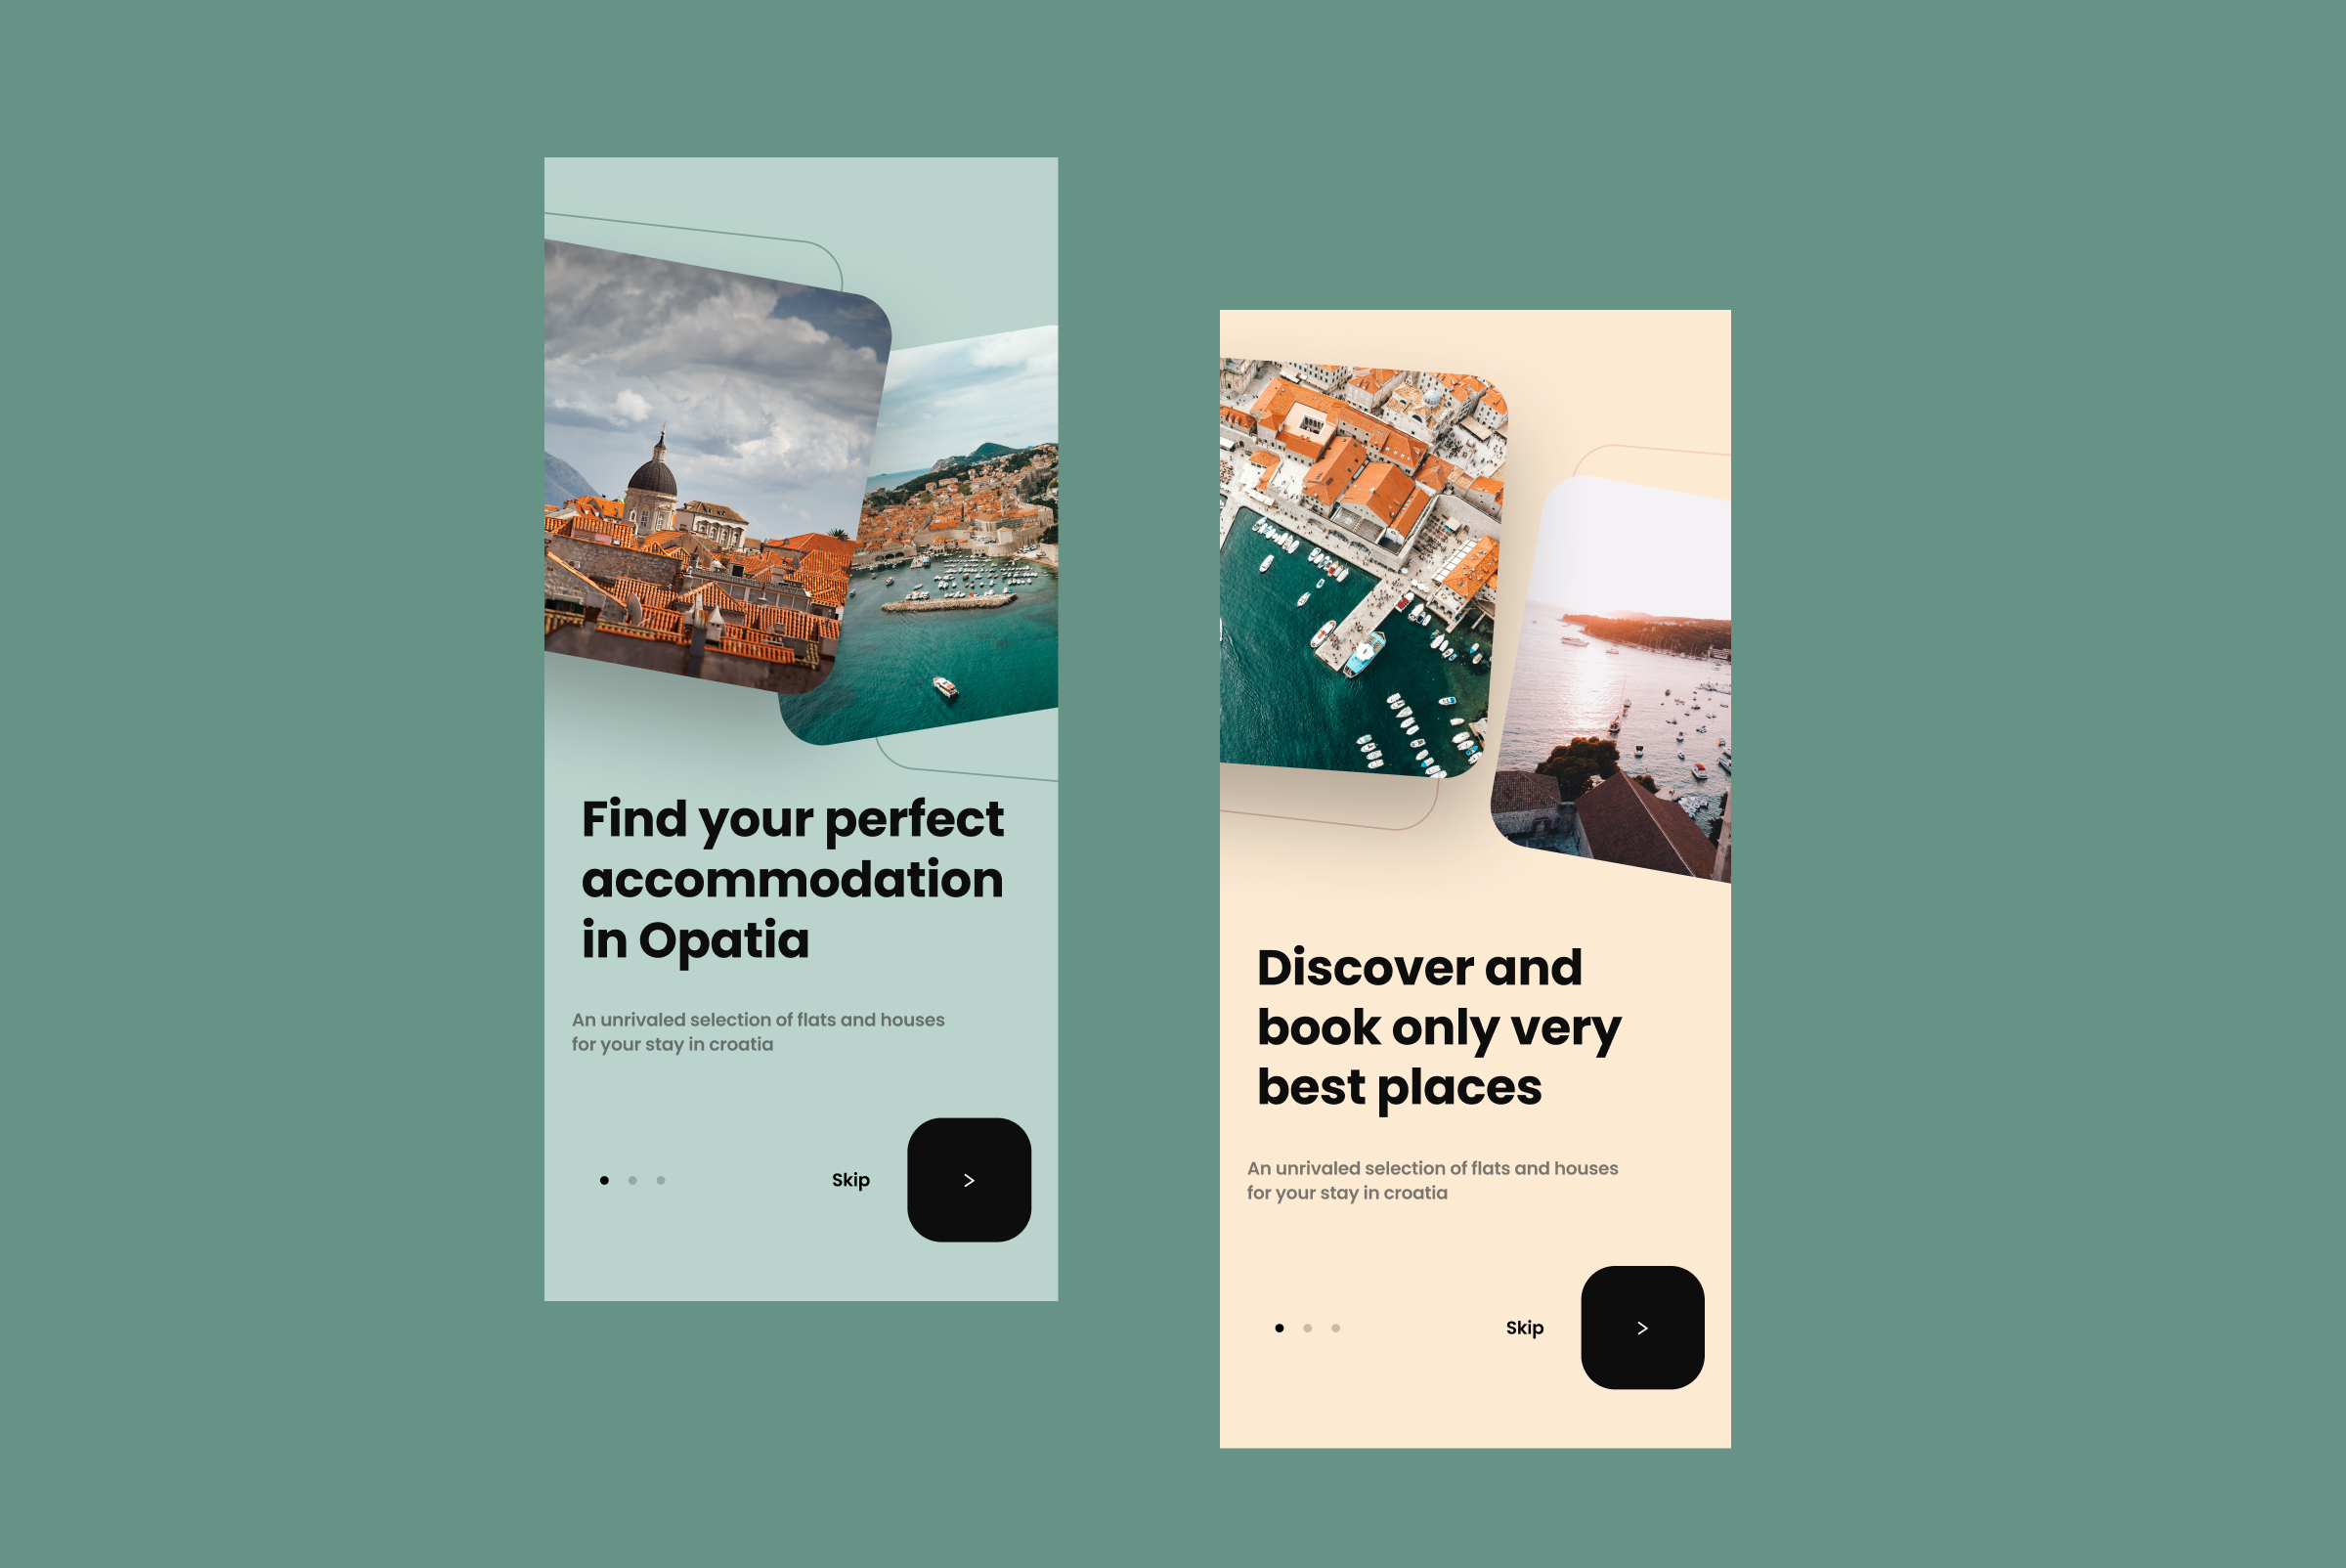 Find your perfect
accommodation
in Opatia
An unrivaled selection of flats and houses
for your stay in croatia
Skip
Discover and
book only very
best places
An unrivaled selection of flats and houses
for your stay in croatia
Skip